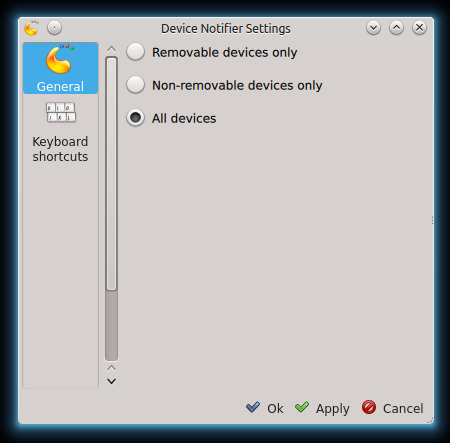 Device Notifier Settings
General
Keyboard
shortcuts
Removable devices only
Non-removable devices only
All devices
Ok
Apply
Cancel